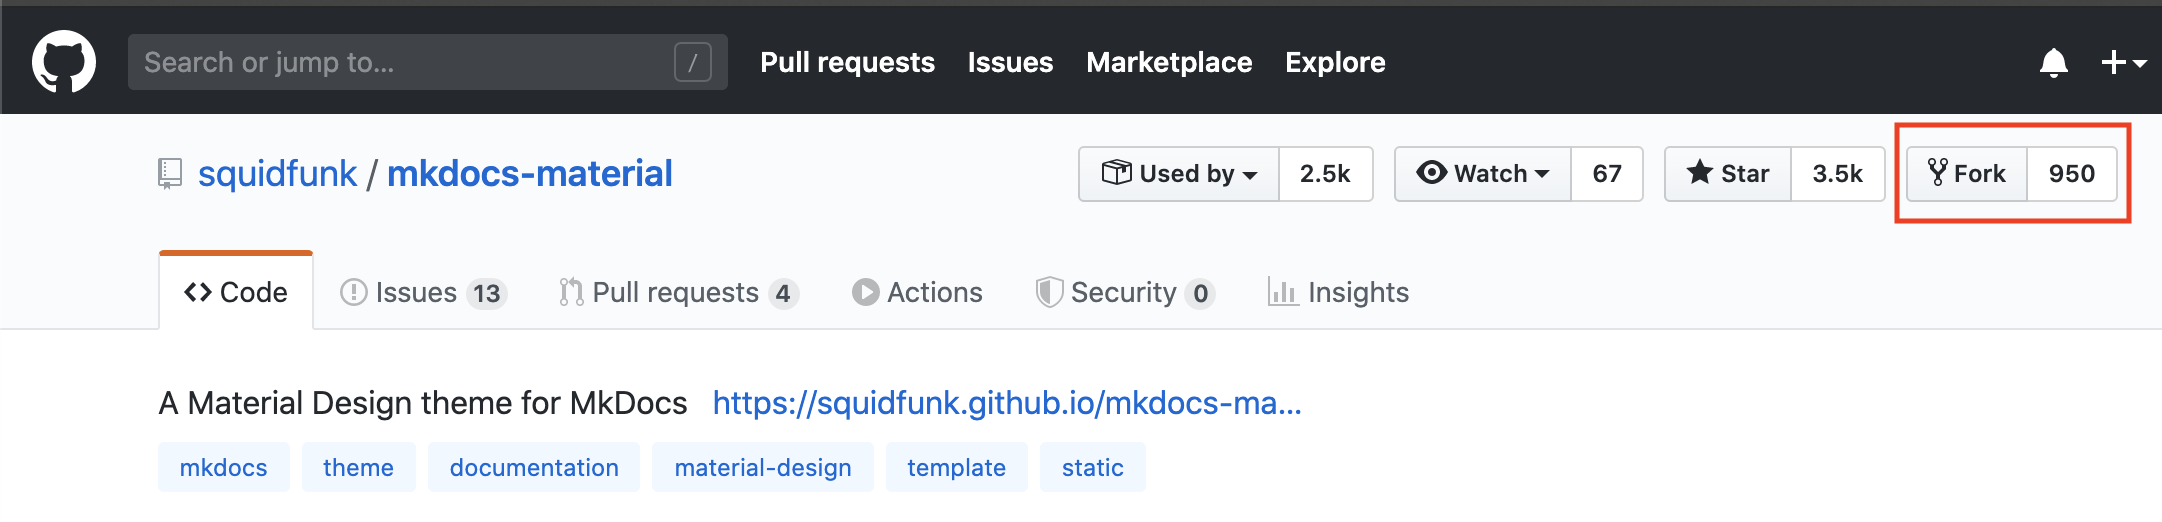 Search or jump to... / Pull requests Issues Marketplace Explore
squidfunk / mkdocs-material Used by 2.5k Watch 67 Star 3.5k Fork 950
Code Issues 13 Pull requests 4 Actions Security 0 Insights
A Material Design theme for MkDocs https://squidfunk.github.io/mkdocs-ma...
mkdocs theme documentation material-design template static